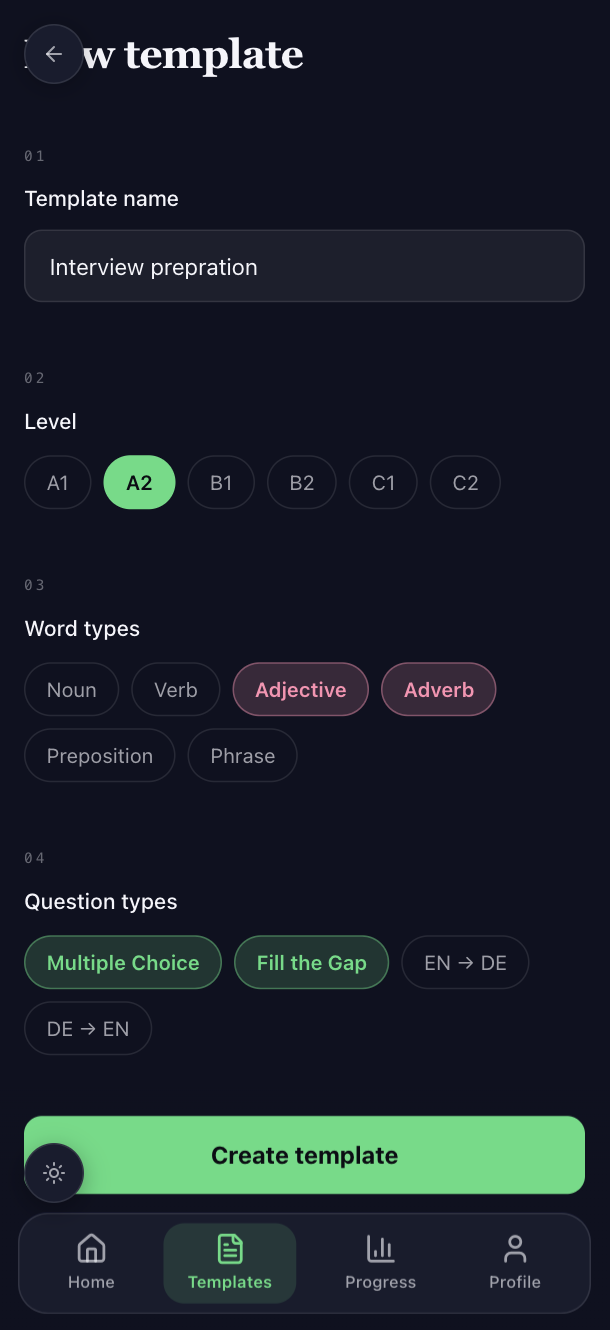 w template
01
Template name
Interview prepration
02
Level
A1 A2 B1 B2 C1 C2
03
Word types
Noun Verb Adjective Adverb
Preposition Phrase
04
Question types
Multiple Choice Fill the Gap EN → DE
DE → EN
Create template
Home Templates Progress Profile